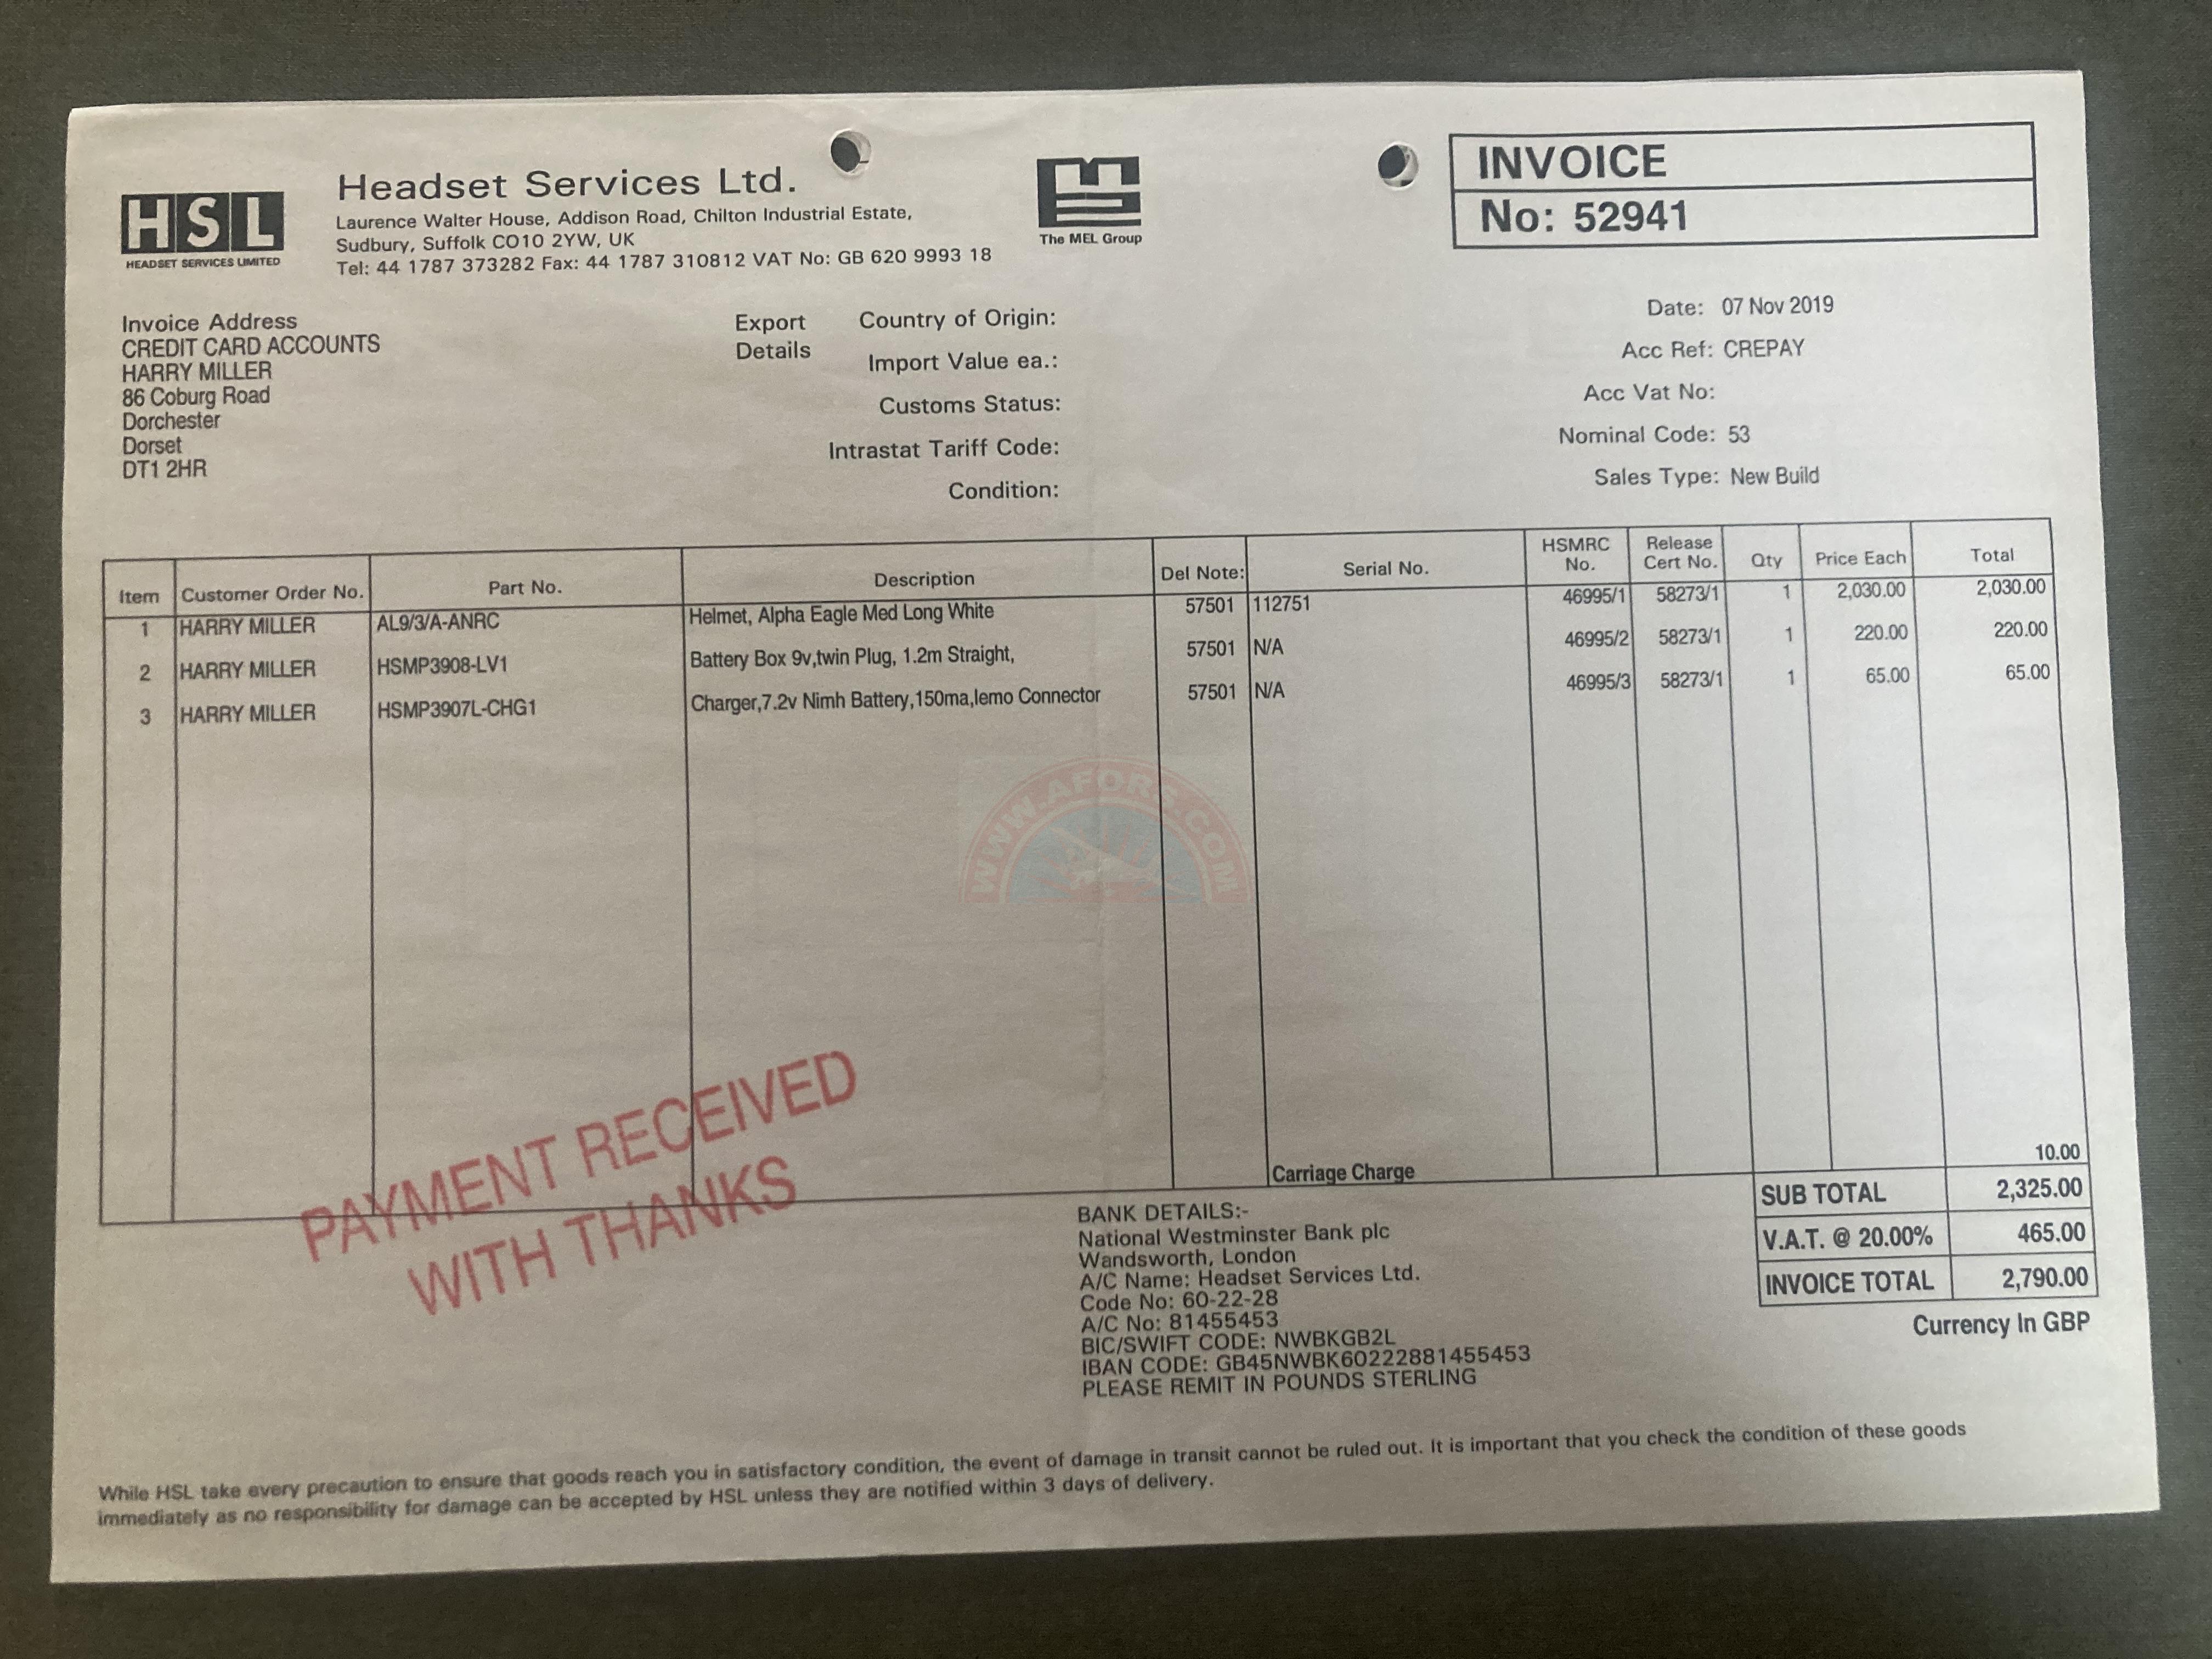 HSL
HEADSET SERVICES LIMITED
Headset Services Ltd.
Laurence Walter House, Addison Road, Chilton Industrial Estate,
Sudbury, Suffolk CO10 2YW, UK
Tel: 44 1787 373282 Fax: 44 1787 310812 VAT No: GB 620 9993 18
The MEL Group
INVOICE
No: 52941
Invoice Address
CREDIT CARD ACCOUNTS
HARRY MILLER
86 Coburg Road
Dorchester
Dorset
DT1 2HR
Export Details
Country of Origin:
Import Value ea.:
Customs Status:
Intrastat Tariff Code:
Condition:
Date: 07 Nov 2019
Acc Ref: CREPAY
Acc Vat No:
Nominal Code: 53
Sales Type: New Build
Item Customer Order No. Part No. Description Del Note: Serial No. HSMRC No. Release Cert No. Qty Price Each Total
1 HARRY MILLER AL9/3/A-ANRC Helmet, Alpha Eagle Med Long White 57501 112751 46995/1 58273/1 1 2,030.00 2,030.00
2 HARRY MILLER HSMP3908-LV1 Battery Box 9v,twin Plug, 1.2m Straight, 57501 N/A 46995/2 58273/1 1 220.00 220.00
3 HARRY MILLER HSMP3907L-CHG1 Charger,7.2v Nimh Battery,150ma,lemo Connector 57501 N/A 46995/3 58273/1 1 65.00 65.00
WWW.AFORS.COM
PAYMENT RECEIVED
WITH THANKS
Carriage Charge 10.00
SUB TOTAL 2,325.00
V.A.T. @ 20.00% 465.00
INVOICE TOTAL 2,790.00
Currency In GBP
BANK DETAILS:-
National Westminster Bank plc
Wandsworth, London
A/C Name: Headset Services Ltd.
Code No: 60-22-28
A/C No: 81455453
BIC/SWIFT CODE: NWBKGB2L
IBAN CODE: GB45NWBK60222881455453
PLEASE REMIT IN POUNDS STERLING
While HSL take every precaution to ensure that goods reach you in satisfactory condition, the event of damage in transit cannot be ruled out. It is important that you check the condition of these goods
immediately as no responsibility for damage can be accepted by HSL unless they are notified within 3 days of delivery.